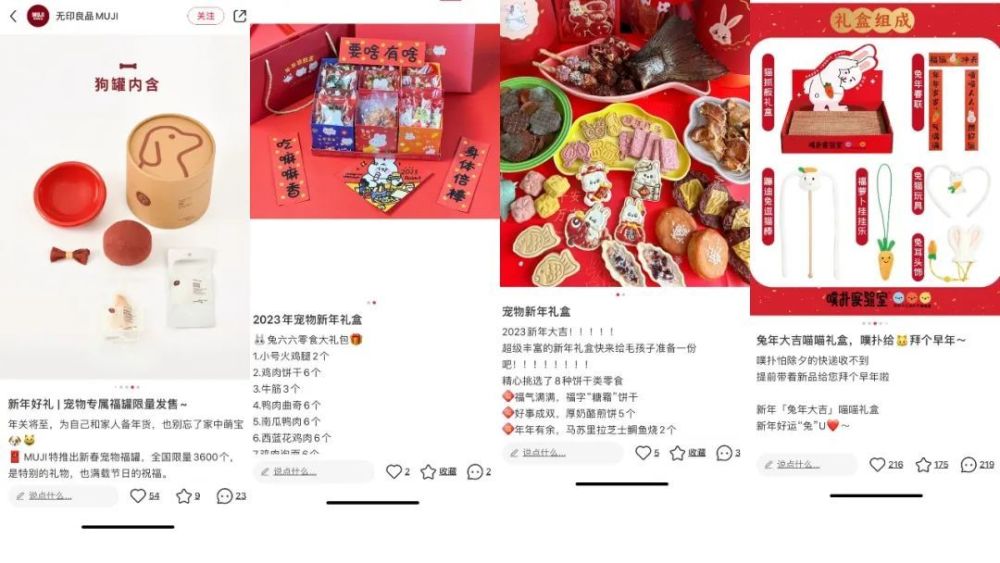 无印良品MUJI
关注
狗罐内含
新年好礼 | 宠物专属福罐限量发售~
年关将至，为自己和家人备年货，也别忘了家中萌宝
🐶😺
🧧 MUJI特推出新春宠物福罐，全国限量3600个，
是特别的礼物，也满载节日的祝福。
说点什么...
54
9
23
要啥有啥
吃嘛嘛香
身体倍棒
2023
2023年宠物新年礼盒
🐰兔六六零食大礼包🎁
1.小号火鸡腿2个
2.鸡肉饼干6个
3.牛筋3个
4.鸭肉曲奇6个
5.南瓜鸭肉6个
6.西蓝花鸡肉6个
说点什么...
2
收藏
2
宠物新年礼盒
2023新年大吉！！！！！
超级丰富的新年礼盒快来给毛孩子准备一份
吧！！！！！！！！
精心挑选了8种饼干类零食
福气满满，福字“糖霜”饼干
好事成双，厚奶酪煎饼5个
年年有余，马苏里拉芝士鲷鱼烧2个
说点什么...
5
收藏
3
礼盒组成
猫抓板礼盒
兔年春联
蹦迪兔逗猫棒
福萝卜挂挂乐
兔猫玩具
兔耳头饰
噗扑实验室
兔年大吉喵喵礼盒，噗扑给🐱拜个早年~
噗扑怕除夕的快递收不到
提前带着新品给您拜个早年啦
新年「兔年大吉」喵喵礼盒
新年好运“兔”U❤️~
说点什么...
216
175
219